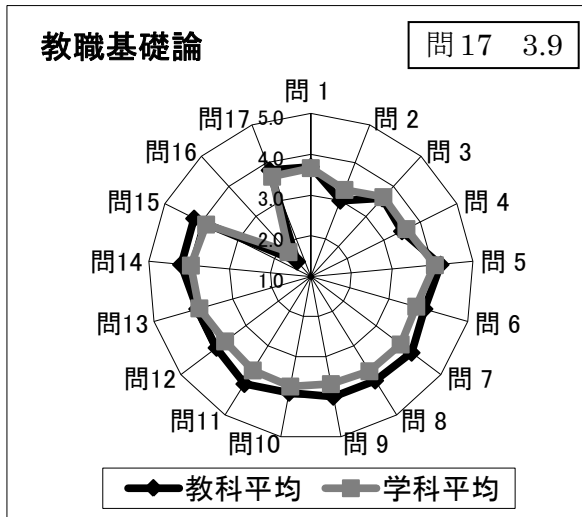 教職基礎論
問17 3.9
問 1
問 2
問 3
問 4
問 5
問 6
問 7
問 8
問 9
問10
問11
問12
問13
問14
問15
問16
問17
5.0
4.0
3.0
2.0
1.0
教科平均 学科平均